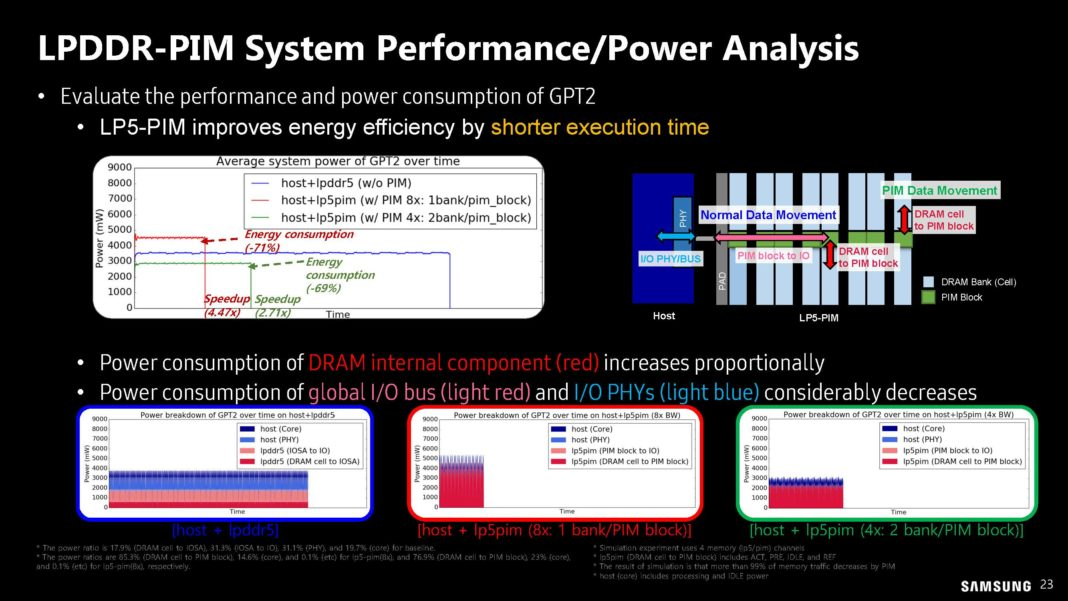 LPDDR-PIM System Performance/Power Analysis
• Evaluate the performance and power consumption of GPT2
• LP5-PIM improves energy efficiency by shorter execution time
Average system power of GPT2 over time
9000
8000
7000
6000
5000
4000
3000
2000
1000
0
Power (mW)
host+lpddr5 (w/o PIM)
host+lp5pim (w/ PIM 8x: 1bank/pim_block)
host+lp5pim (w/ PIM 4x: 2bank/pim_block)
Energy consumption
(-71%)
Energy
consumption
(-69%)
Speedup
(4.47x)
Speedup
(2.71x)
Time
PHY
Normal Data Movement
PIM Data Movement
DRAM cell
to PIM block
I/O PHY/BUS
PIM block to IO
DRAM cell
to PIM block
PAD
DRAM Bank (Cell)
PIM Block
Host
LP5-PIM
• Power consumption of DRAM internal component (red) increases proportionally
• Power consumption of global I/O bus (light red) and I/O PHYs (light blue) considerably decreases
Power breakdown of GPT2 over time on host+lpddr5
9000
8000
7000
6000
5000
4000
3000
2000
1000
0
Power (mW)
host (Core)
host (PHY)
lpddr5 (IOSA to IO)
lpddr5 (DRAM cell to IOSA)
Time
[host + lpddr5]
Power breakdown of GPT2 over time on host+lp5pim (8x BW)
9000
8000
7000
6000
5000
4000
3000
2000
1000
0
Power (mW)
host (Core)
host (PHY)
lp5pim (PIM block to IO)
lp5pim (DRAM cell to PIM block)
Time
[host + lp5pim (8x: 1 bank/PIM block)]
Power breakdown of GPT2 over time on host+lp5pim (4x BW)
9000
8000
7000
6000
5000
4000
3000
2000
1000
0
Power (mW)
host (Core)
host (PHY)
lp5pim (PIM block to IO)
lp5pim (DRAM cell to PIM block)
Time
[host + lp5pim (4x: 2 bank/PIM block)]
* The power ratio is 17.9% (DRAM cell to IOSA), 31.3% (IOSA to IO), 31.1% (PHY), and 19.7% (core) for baseline.
* The power ratios are 85.3% (DRAM cell to PIM block), 14.6% (core), and 0.1% (etc) for lp5-pim(8x), and 76.9% (DRAM cell to PIM block), 23% (core),
and 0.1% (etc) for lp5-pim(8x), respectively.
* Simulation experiment uses 4 memory (lp5/pim) channels
* lp5pim (DRAM cell to PIM block) includes ACT, PRE, IDLE, and REF
* The result of simulation is that more than 99% of memory traffic decreases by PIM
* host (core) includes processing and IDLE power
SAMSUNG 23